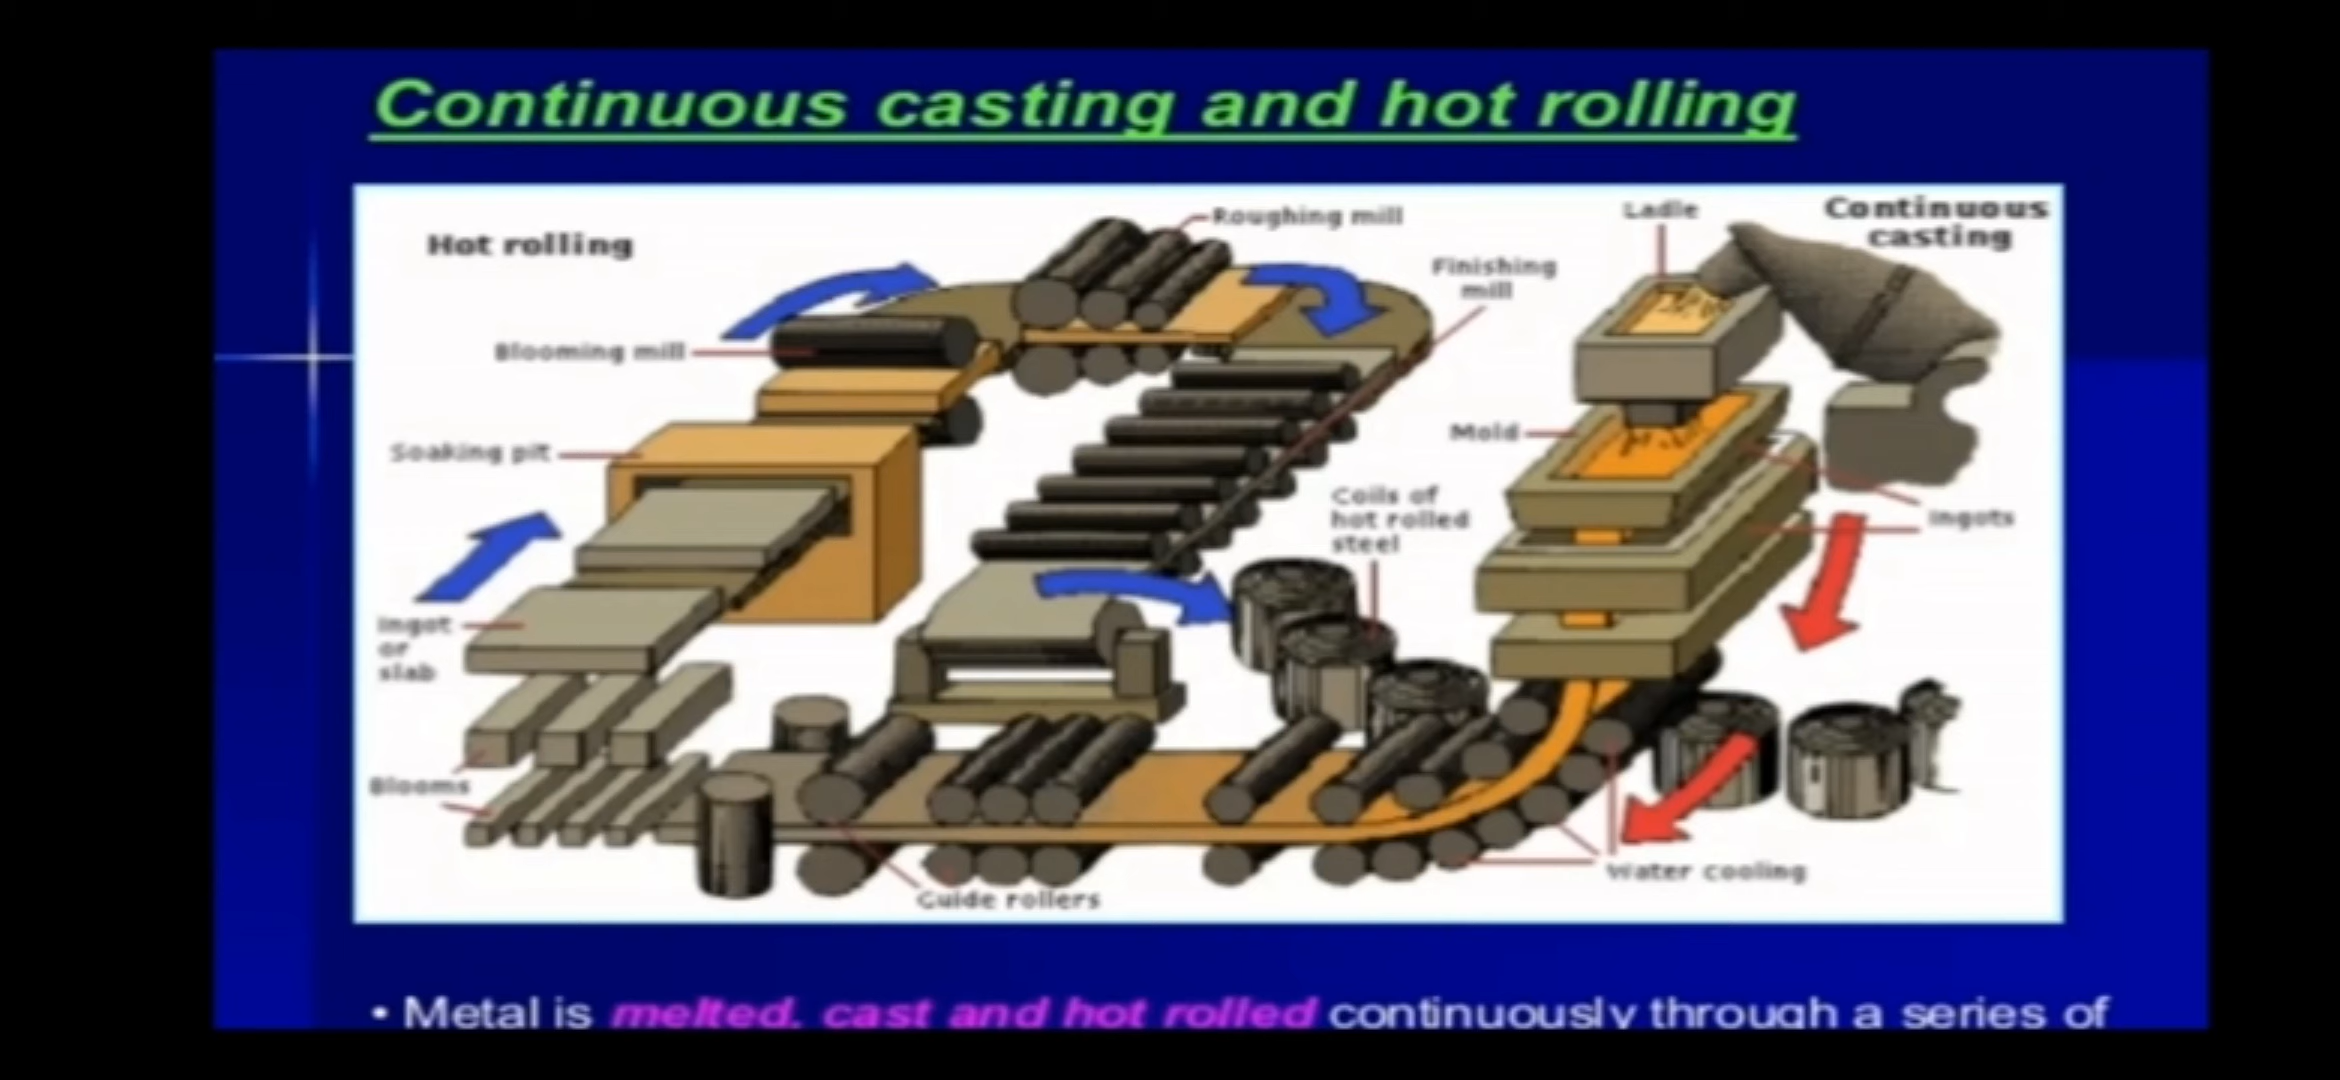 Continuous casting and hot rolling
Hot rolling
Roughing mill
Ladle
Continuous
casting
Finishing
mill
Blooming mill
Soaking pit
Mold
Coils of
hot rolled
steel
Ingots
Ingot
or
slab
Blooms
Water cooling
Guide rollers
• Metal is melted, cast and hot rolled continuously through a series of